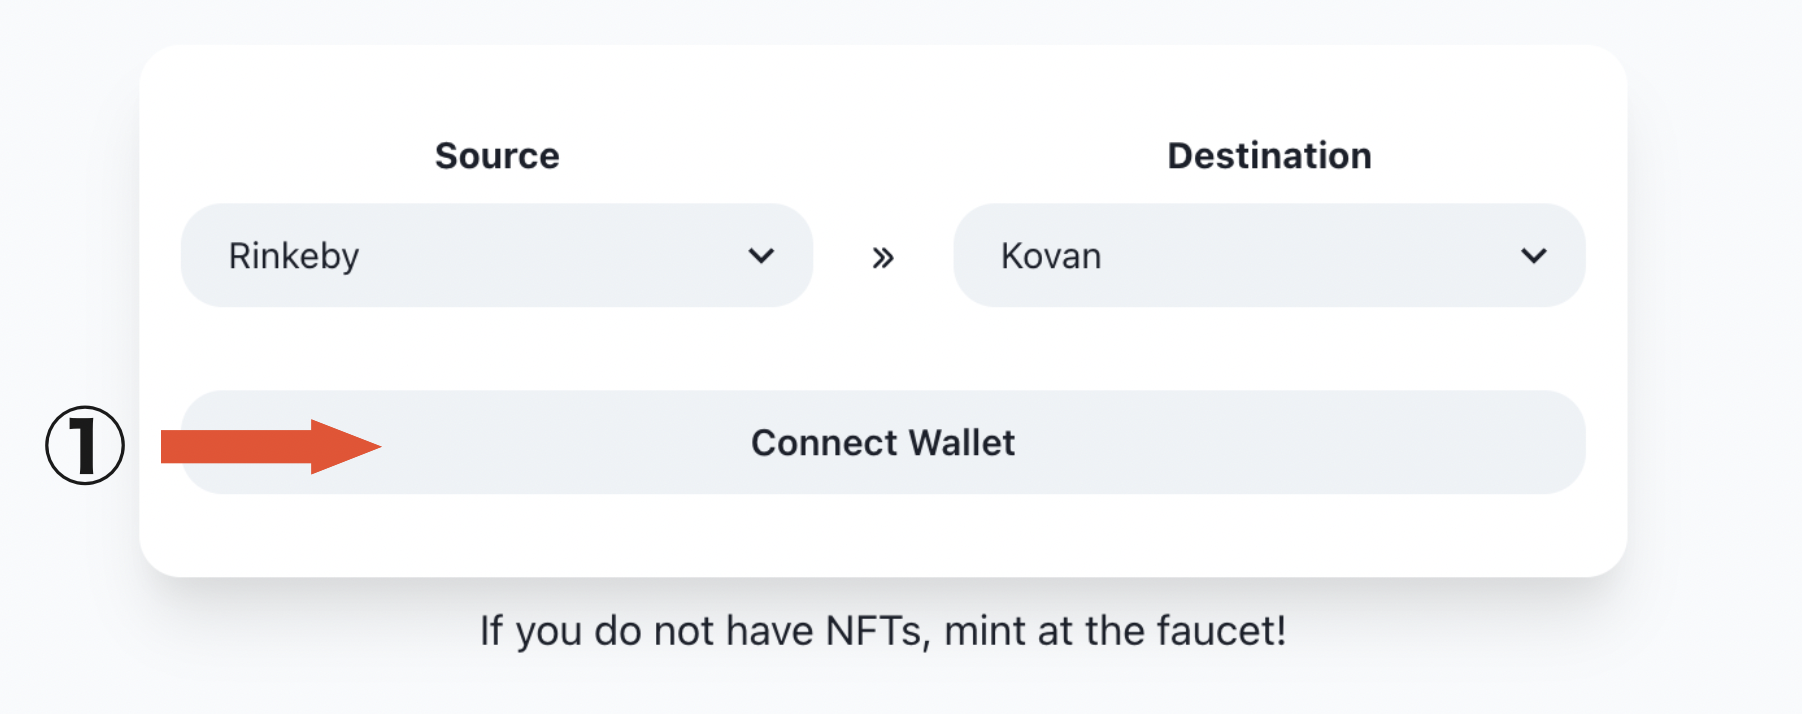 Source
Destination
Rinkeby
»
Kovan
① Connect Wallet
If you do not have NFTs, mint at the faucet!